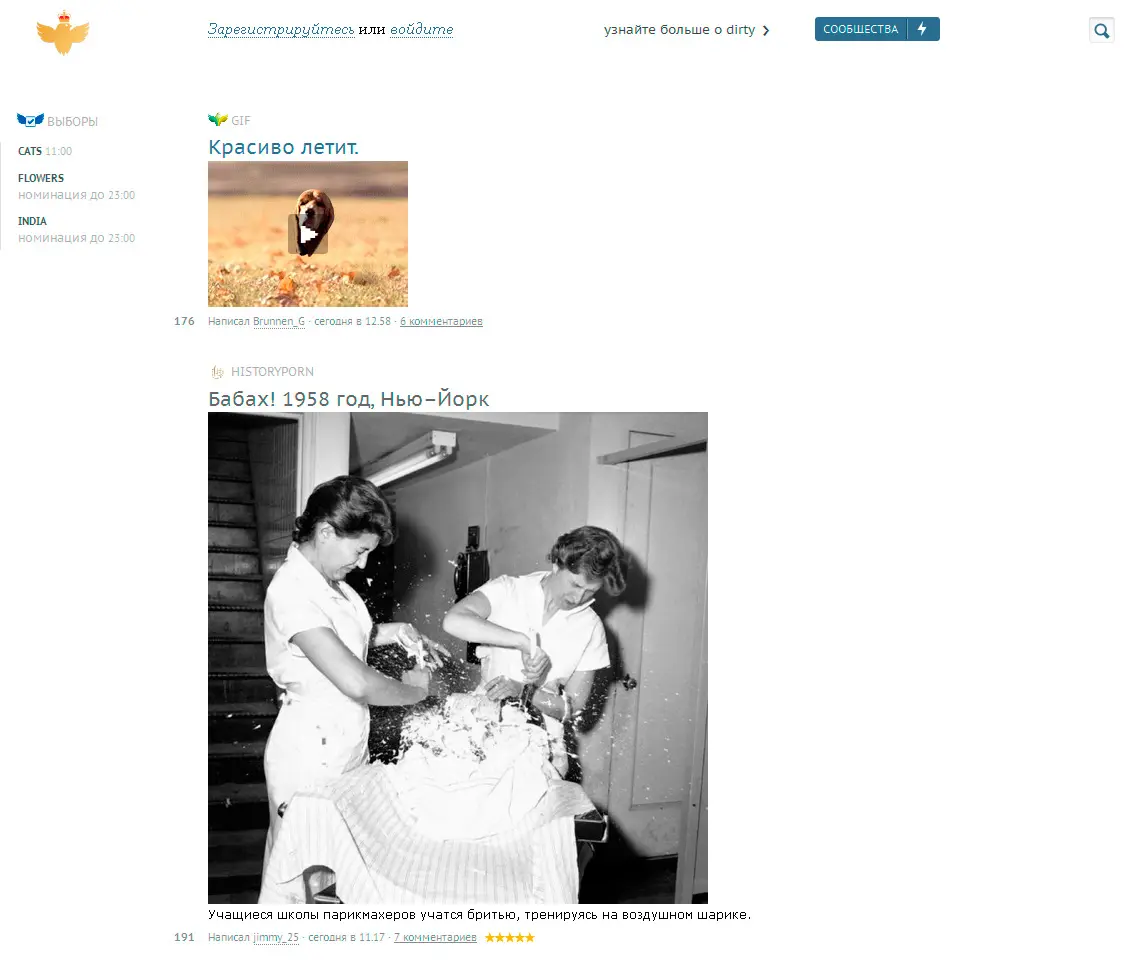 Зарегистрируйтесь или войдите
узнайте больше о dirty
СООБЩЕСТВА
ВЫБОРЫ
CATS 11:00
FLOWERS
номинация до 23:00
INDIA
номинация до 23:00
GIF
Красиво летит.
176 Написал Brunnen_G · сегодня в 12.58 · 6 комментариев
HISTORYPORN
Бабах! 1958 год, Нью–Йорк
Учащиеся школы парикмахеров учатся бритью, тренируясь на воздушном шарике.
191 Написал jimmy_25 · сегодня в 11.17 · 7 комментариев